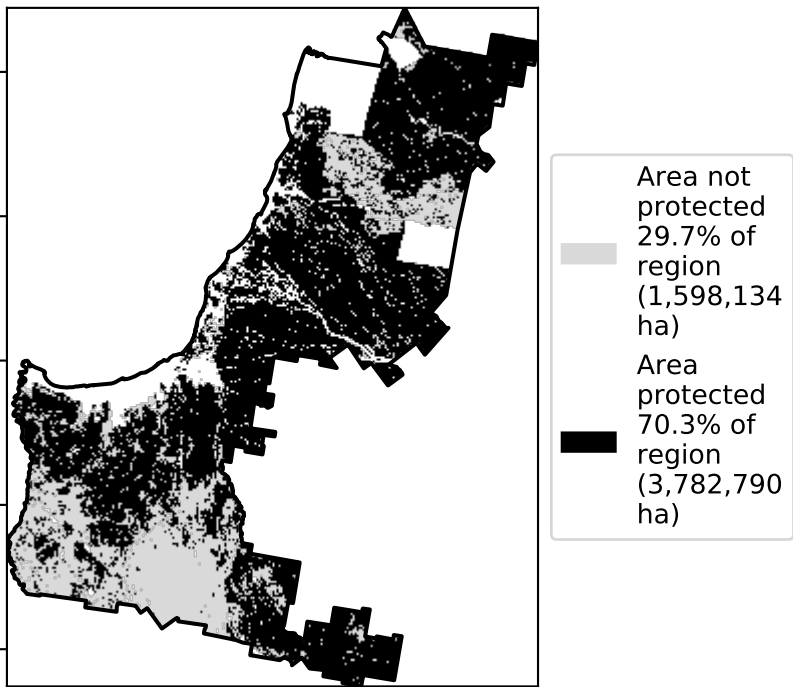 Area not
protected
29.7% of
region
(1,598,134
ha)
Area
protected
70.3% of
region
(3,782,790
ha)